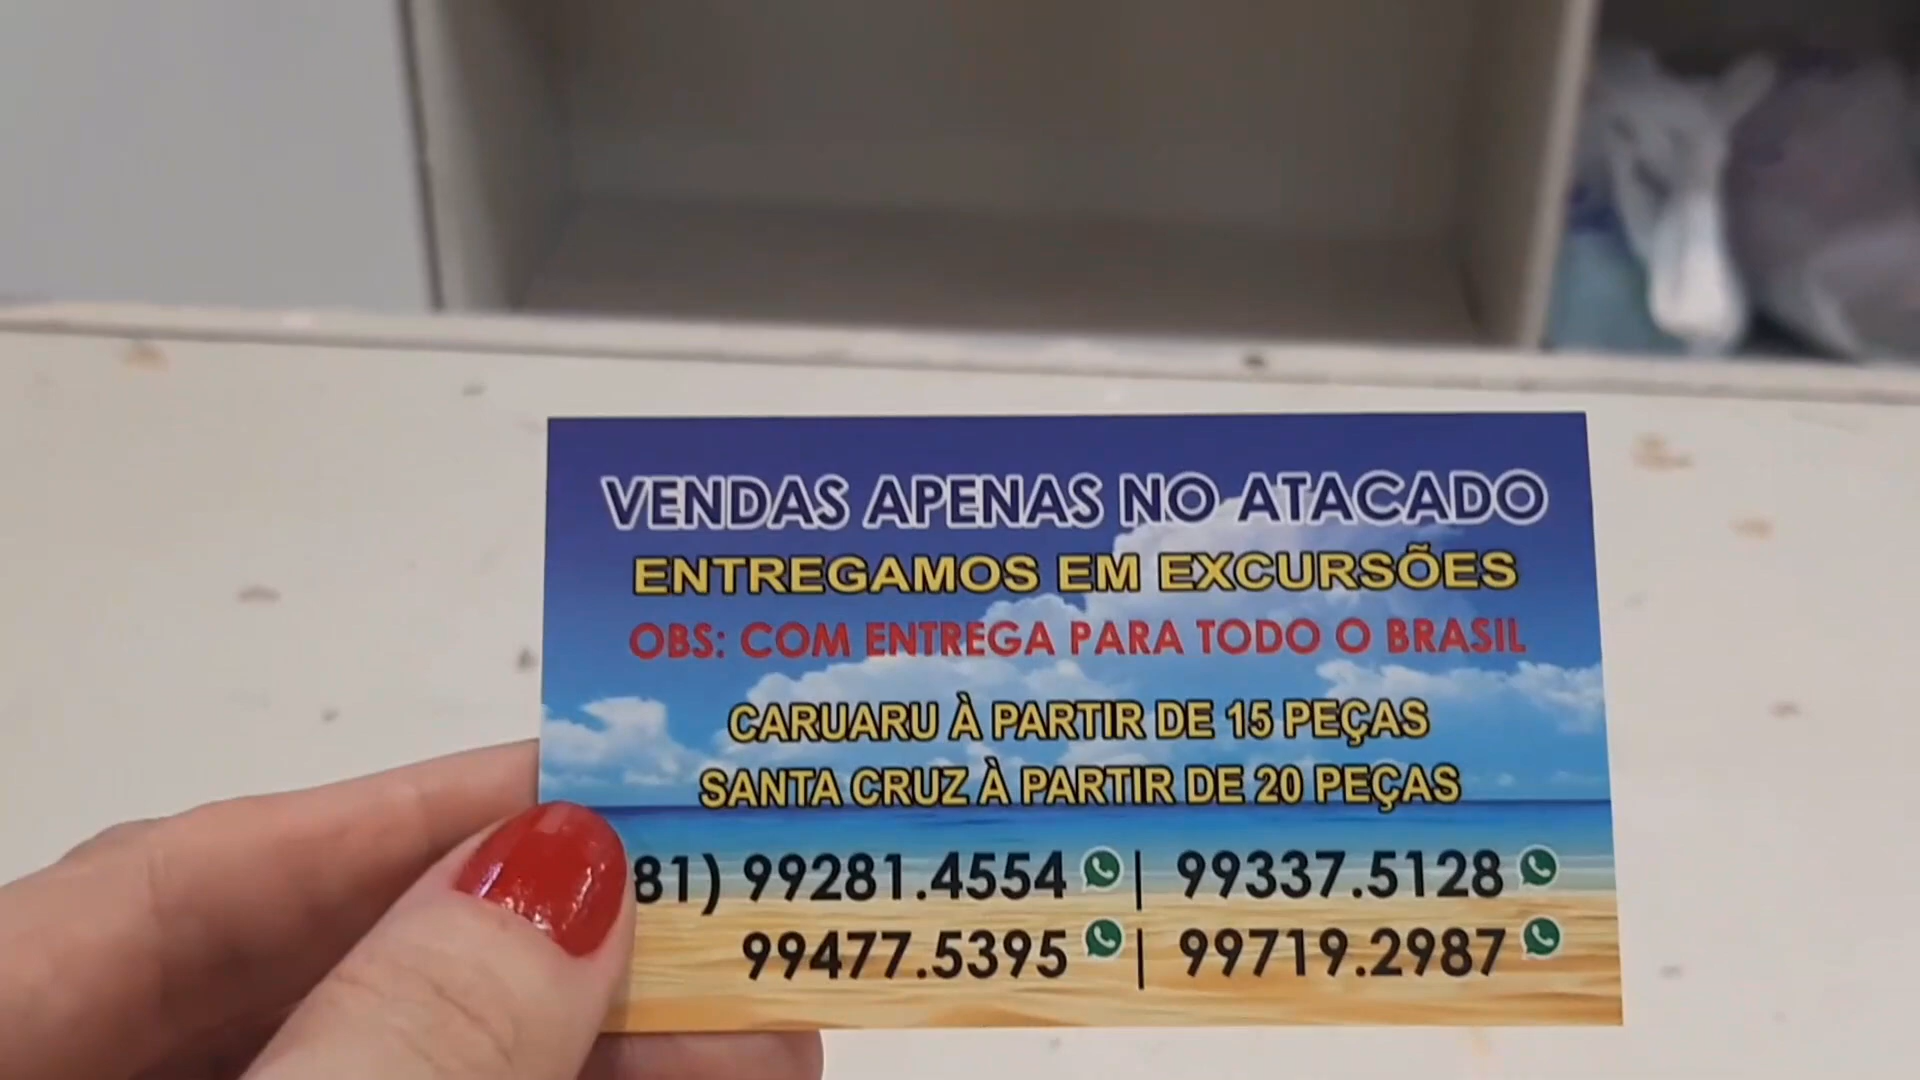 VENDAS APENAS NO ATACADO
ENTREGAMOS EM EXCURSÕES
OBS: COM ENTREGA PARA TODO O BRASIL
CARUARU À PARTIR DE 15 PEÇAS
SANTA CRUZ À PARTIR DE 20 PEÇAS
81) 99281.4554 | 99337.5128
99477.5395 | 99719.2987